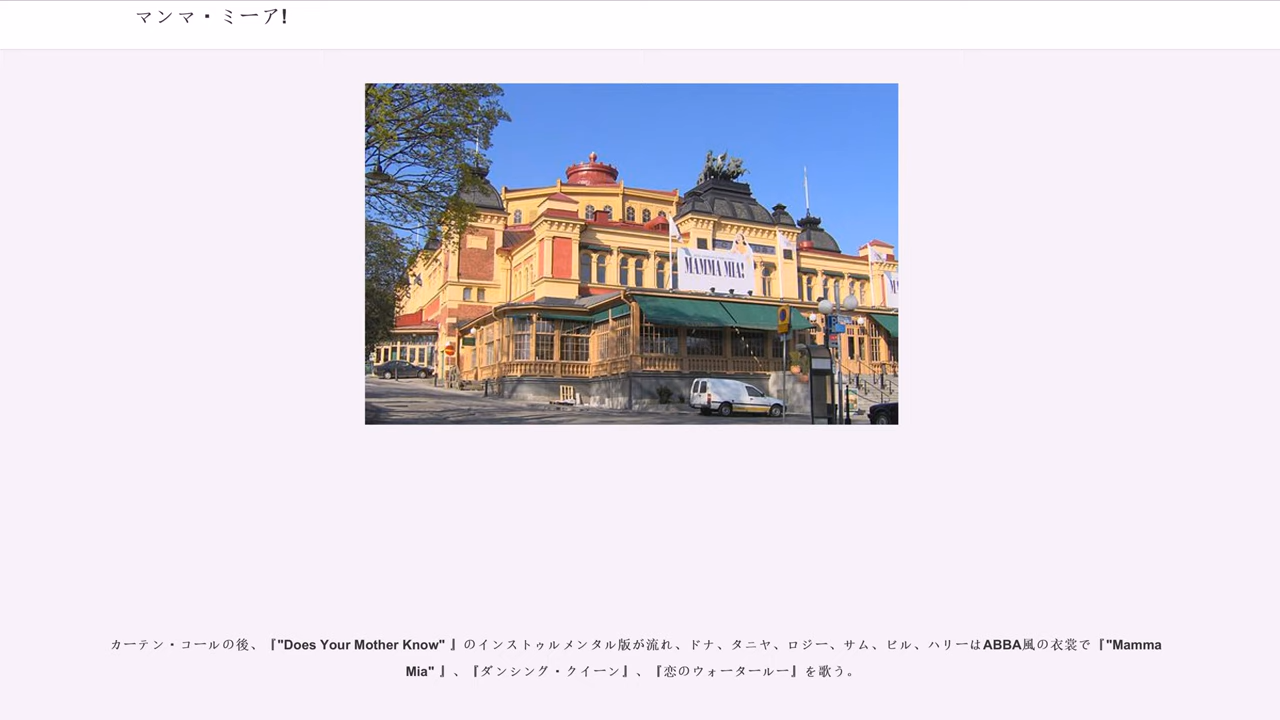 マンマ・ミーア!
MAMMA MIA!
カーテン・コールの後、『"Does Your Mother Know" 』のインストゥルメンタル版が流れ、ドナ、タニヤ、ロジー、サム、ビル、ハリーはABBA風の衣裳で『"Mamma
Mia" 』、『ダンシング・クイーン』、『恋のウォータールー』を歌う。